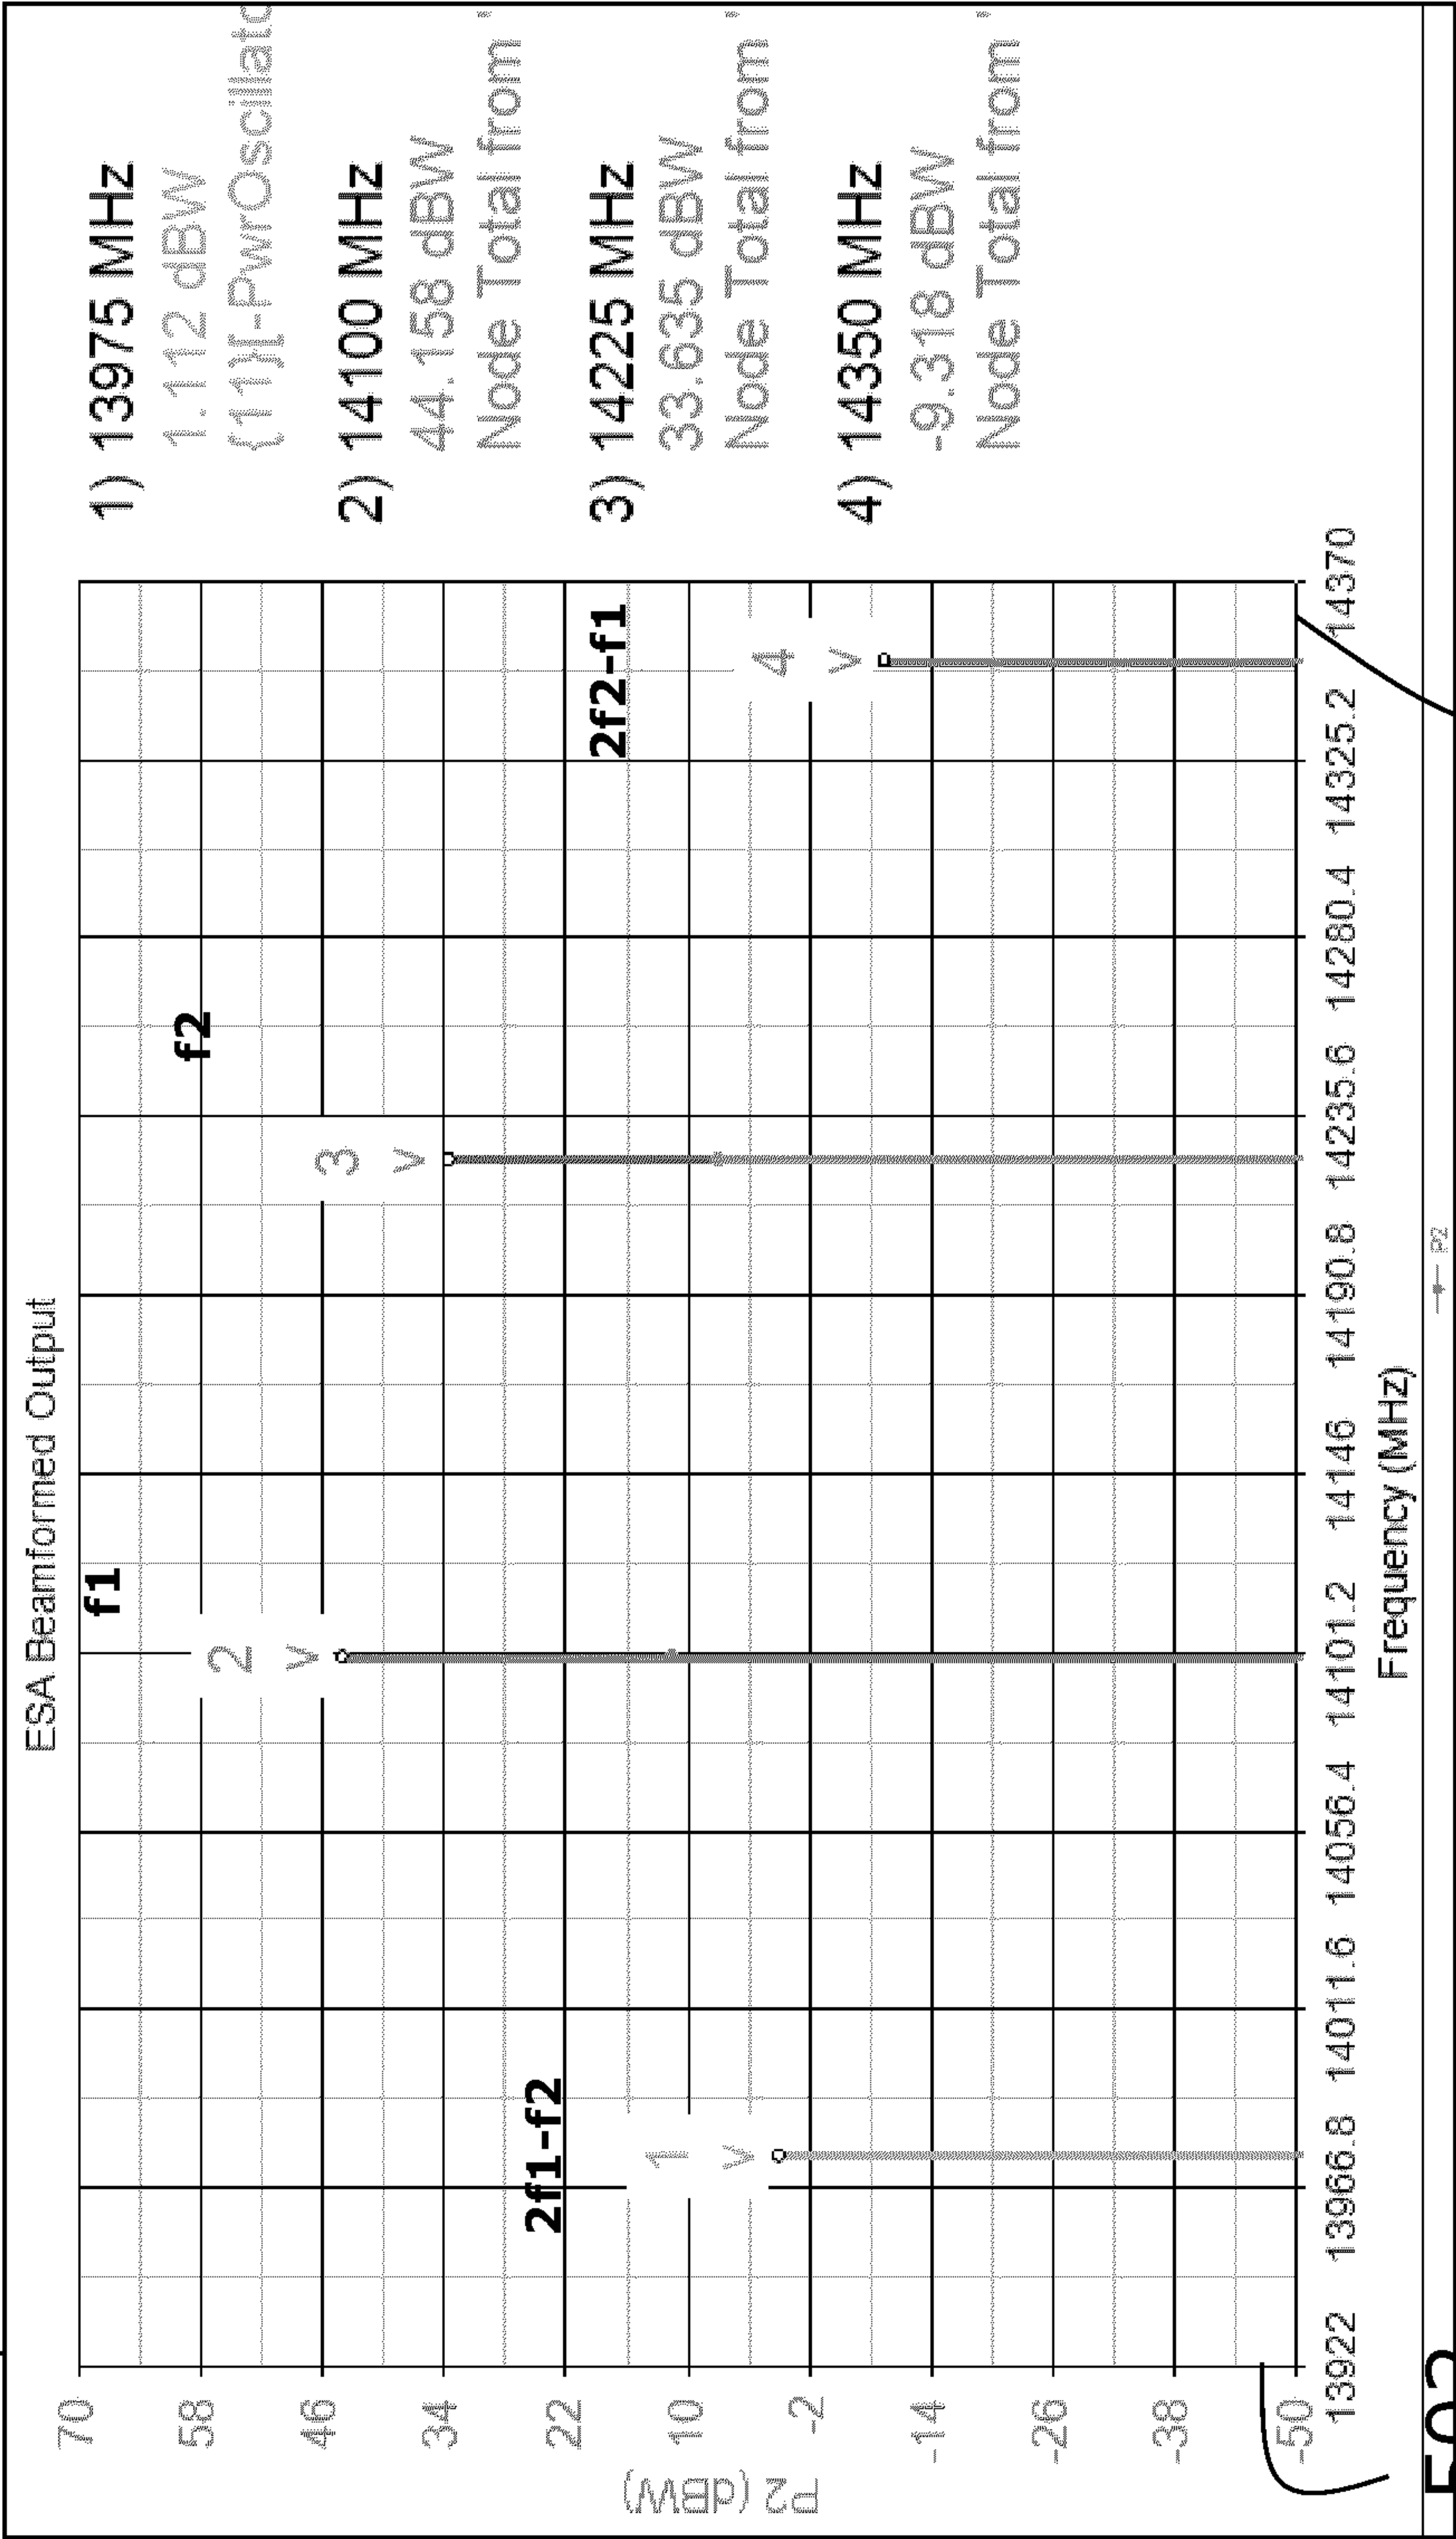 ESA Beamformed Output
70
58
46
34
22
10
-2
-14
-26
-38
-50
P2 (dBW)
f1
f2
2f1-f2
2f2-f1
1
v
2
v
3
v
4
v
13922 13966.8 14011.6 14056.4 14101.2 14146 14190.8 14235.6 14280.4 14325.2 14370
Frequency (MHz)
P2
1) 13975 MHz
1.112 dBW
{11}I-PwrOscillato
2) 14100 MHz
44.158 dBW
Node Total from "
3) 14225 MHz
33.635 dBW
Node Total from "
4) 14350 MHz
-9.318 dBW
Node Total from "